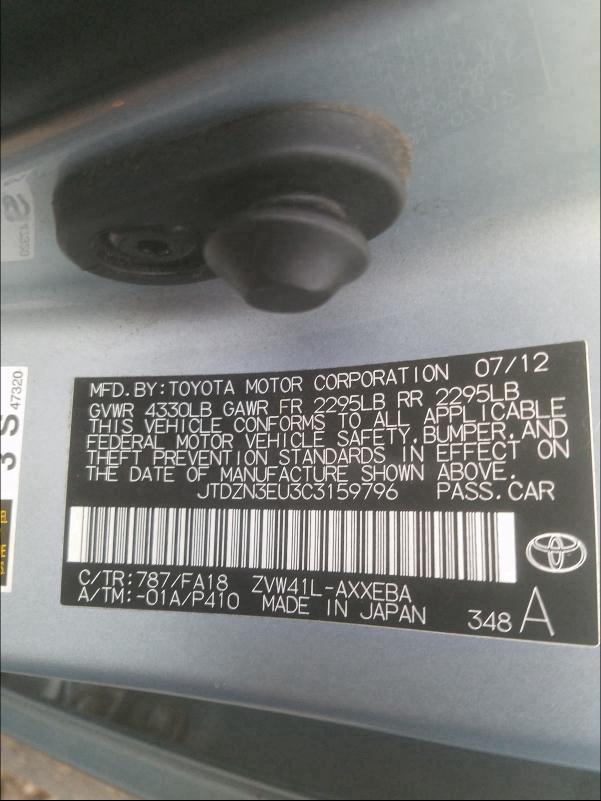 MFD. BY: TOYOTA MOTOR CORPORATION 07/12
GVWR 4330LB GAWR FR 2295LB RR 2295LB
THIS VEHICLE CONFORMS TO ALL APPLICABLE
FEDERAL MOTOR VEHICLE SAFETY, BUMPER, AND
THEFT PREVENTION STANDARDS IN EFFECT ON
THE DATE OF MANUFACTURE SHOWN ABOVE.
JTDZN3EU3C3159796 PASS.CAR
C/TR: 787/FA18 ZVW41L-AXXEBA
A/TM: -01A/P410 MADE IN JAPAN 348 A
3 S 47320